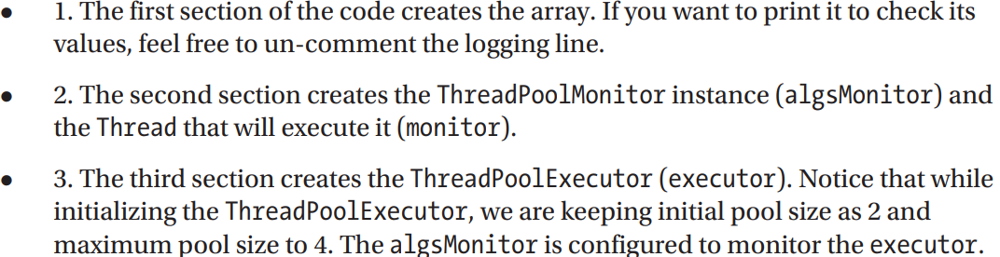 • 1. The first section of the code creates the array. If you want to print it to check its
values, feel free to un-comment the logging line.
• 2. The second section creates the ThreadPoolMonitor instance (algsMonitor) and
the Thread that will execute it (monitor).
• 3. The third section creates the ThreadPoolExecutor (executor). Notice that while
initializing the ThreadPoolExecutor, we are keeping initial pool size as 2 and
maximum pool size to 4. The algsMonitor is configured to monitor the executor.